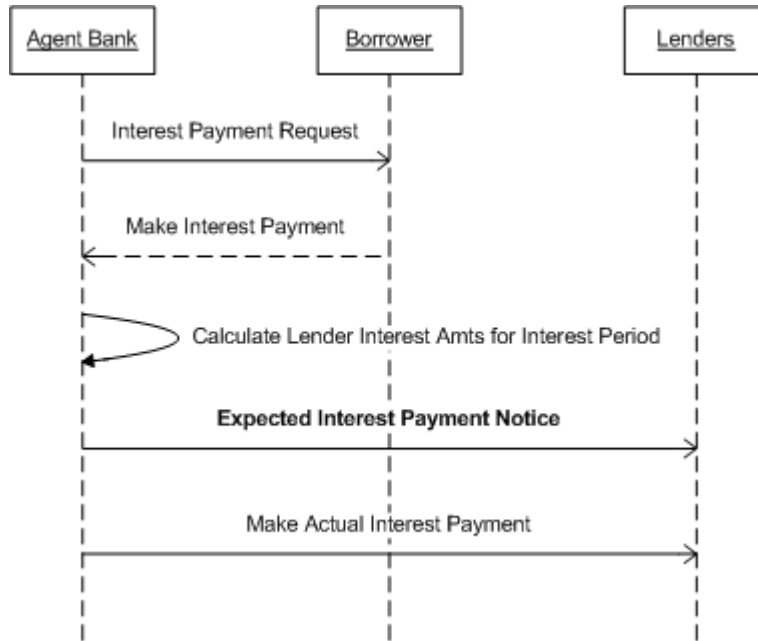 Agent Bank
Borrower
Lenders
Interest Payment Request
Make Interest Payment
Calculate Lender Interest Amts for Interest Period
Expected Interest Payment Notice
Make Actual Interest Payment